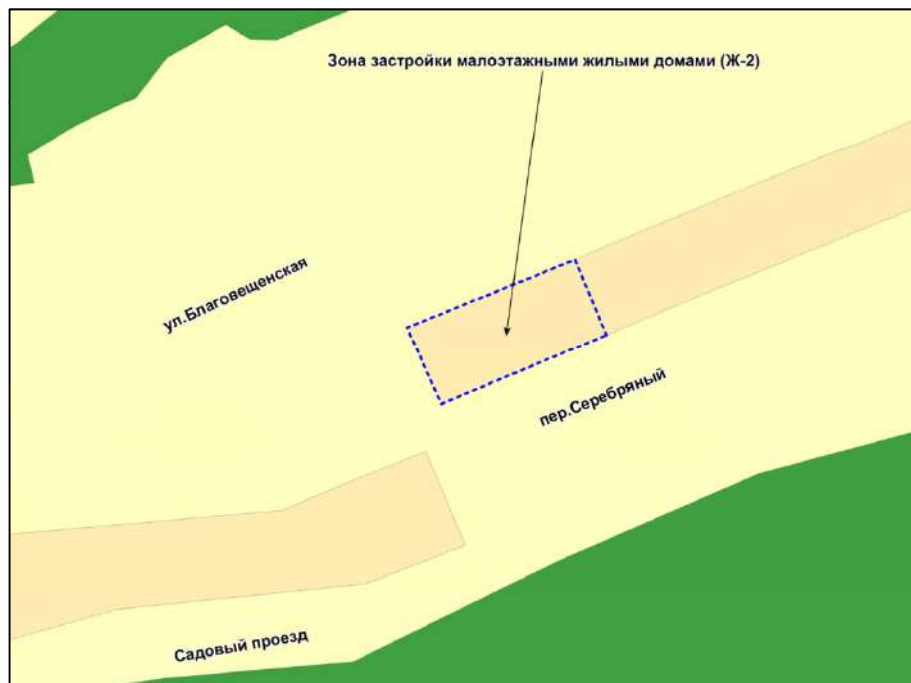 Зона застройки малоэтажными жилыми домами (Ж-2)
ул.Благовещенская
пер.Серебряный
Садовый проезд